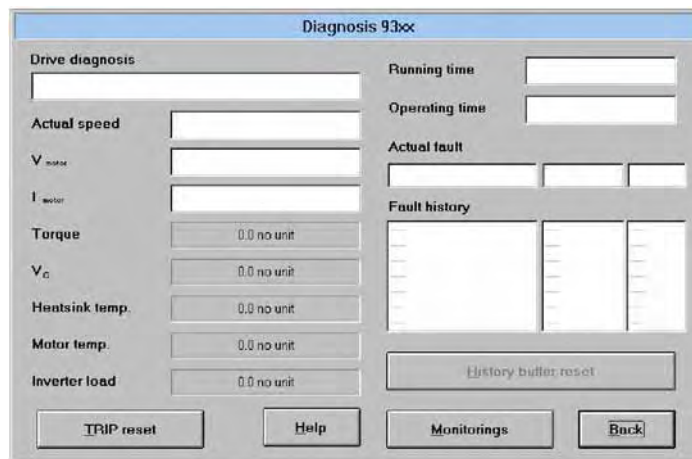 Diagnosis 93xx
Drive diagnosis
Actual speed
V motor
I motor
Torque 0.0 no unit
V G 0.0 no unit
Heatsink temp. 0.0 no unit
Motor temp. 0.0 no unit
Inverter load 0.0 no unit
TRIP reset
Help
Running time
Operating time
Actual fault
Fault history
History buffer reset
Monitorings
Back